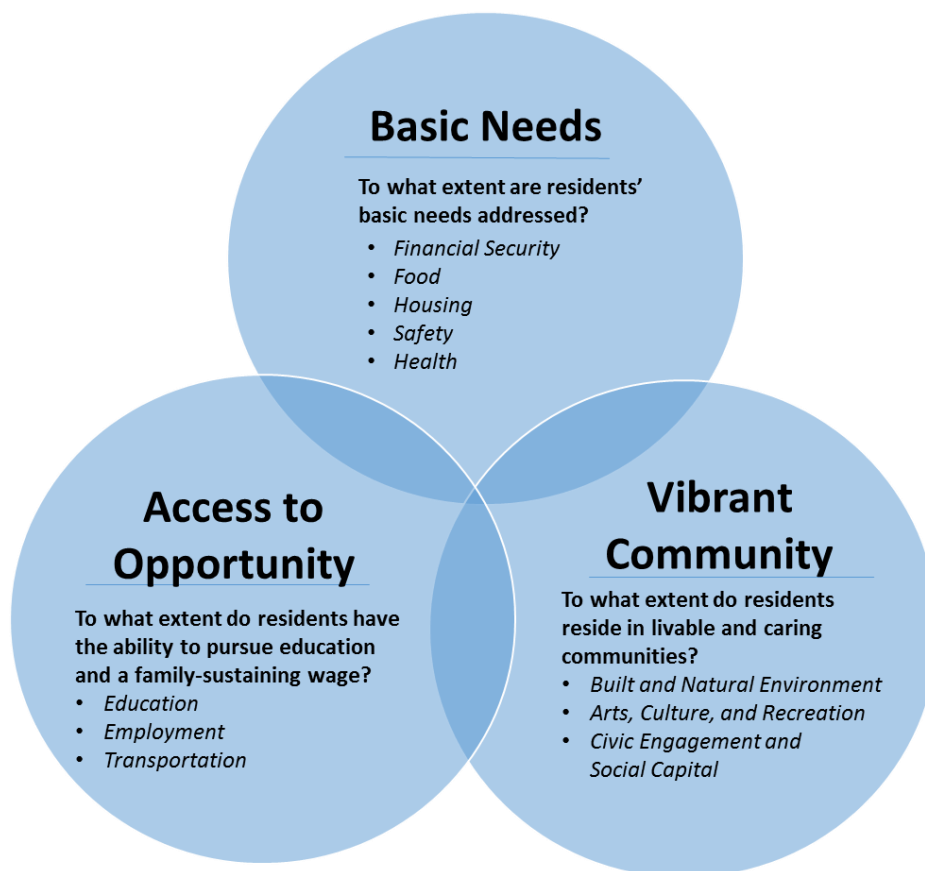 Basic Needs
To what extent are residents’
basic needs addressed?
• Financial Security
• Food
• Housing
• Safety
• Health
Access to
Opportunity
To what extent do residents have
the ability to pursue education
and a family-sustaining wage?
• Education
• Employment
• Transportation
Vibrant
Community
To what extent do residents
reside in livable and caring
communities?
• Built and Natural Environment
• Arts, Culture, and Recreation
• Civic Engagement and
Social Capital